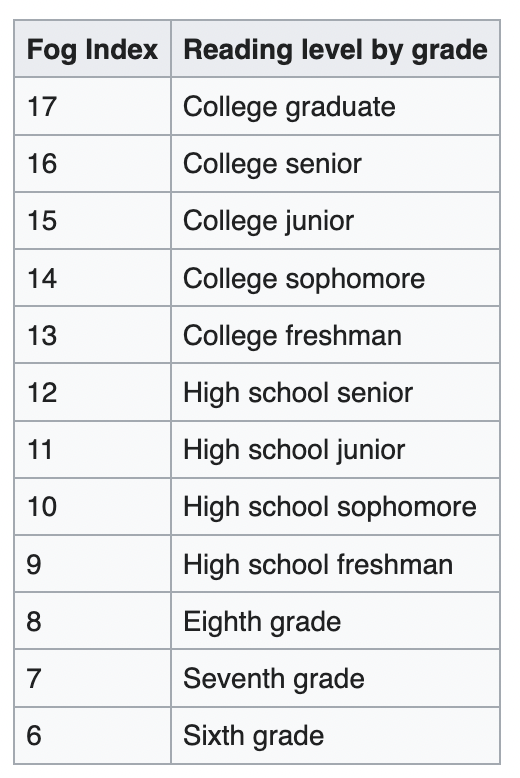 Fog Index Reading level by grade
17 College graduate
16 College senior
15 College junior
14 College sophomore
13 College freshman
12 High school senior
11 High school junior
10 High school sophomore
9 High school freshman
8 Eighth grade
7 Seventh grade
6 Sixth grade